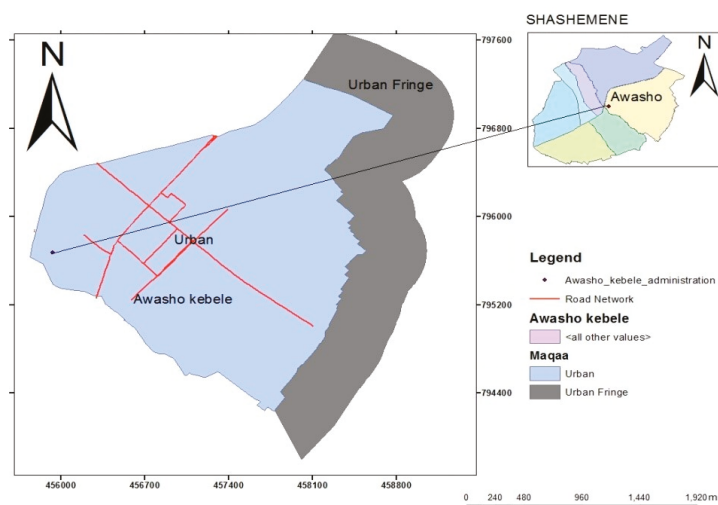 SHASHEMENE
N
N
Urban Fringe
Awasho
Urban
Awasho kebele
797600
796800
796000
795200
794400
456000 456700 457400 458100 458800
Legend
Awasho_kebele_administration
Road Network
Awasho kebele
<all other values>
Maqaa
Urban
Urban Fringe
0 240 480 960 1,440 1,920 m